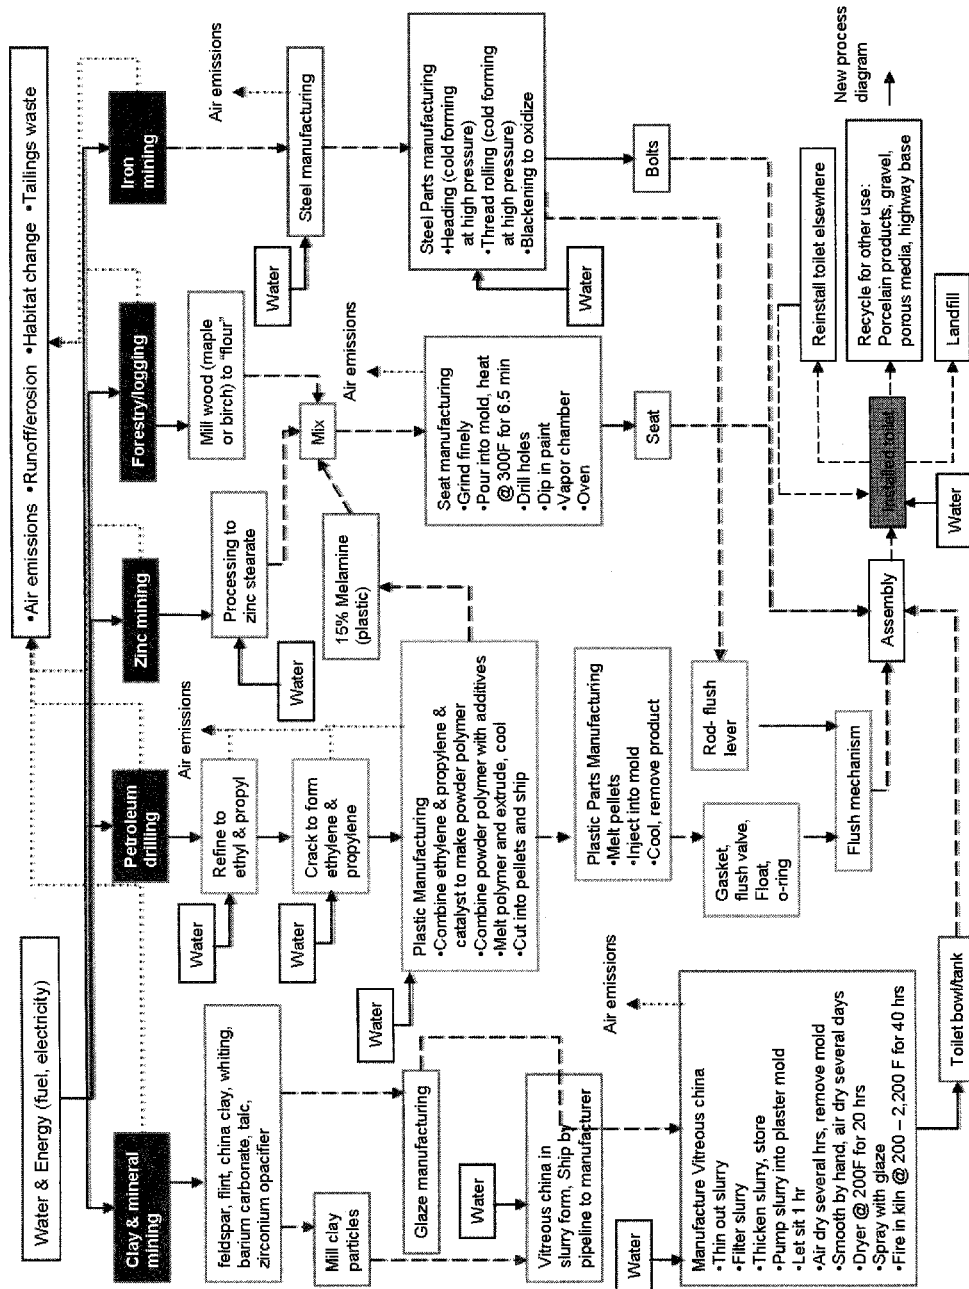 Water & Energy (fuel, electricity)
•Air emissions •Runoff/erosion •Habitat change •Tailings waste
Clay & mineral
mining
Petroleum
drilling
Zinc mining
Forestry/logging
Iron
mining
feldspar, flint, china clay, whiting,
barium carbonate, talc,
zirconium opacifier
Water
Refine to
ethyl & propyl
Air emissions
Water
Crack to form
ethylene &
propylene
Water
Processing to
zinc stearate
Mill wood (maple
or birch) to "flour"
Water
Steel manufacturing
Air emissions
Mill clay
particles
Glaze manufacturing
Water
Plastic Manufacturing
•Combine ethylene & propylene &
catalyst to make powder polymer
•Combine powder polymer with additives
•Melt polymer and extrude, cool
•Cut into pellets and ship
15% Melamine
(plastic)
Mix
Air emissions
Seat manufacturing
•Grind finely
•Pour into mold, heat
@ 300F for 6.5 min
•Drill holes
•Dip in paint
•Vapor chamber
•Oven
Water
Steel Parts manufacturing
•Heading (cold forming
at high pressure)
•Thread rolling (cold forming
at high pressure)
•Blackening to oxidize
Water
Vitreous china in
slurry form, Ship by
pipeline to manufacturer
Plastic Parts Manufacturing
•Melt pellets
•Inject into mold
•Cool, remove product
Seat
Bolts
Water
Manufacture Vitreous china
•Thin out slurry
•Filter slurry
•Thicken slurry, store
•Pump slurry into plaster mold
•Let sit 1 hr
•Air dry several hrs, remove mold
•Smooth by hand, air dry several days
•Dryer @ 200F for 20 hrs
•Spray with glaze
•Fire in kiln @ 200 – 2,200 F for 40 hrs
Air emissions
Gasket,
flush valve,
Float,
o-ring
Rod- flush
lever
Flush mechanism
Assembly
Installed toilet
Water
Reinstall toilet elsewhere
Recycle for other use:
Porcelain products, gravel,
porous media, highway base
New process
diagram
Landfill
Toilet bowl/tank